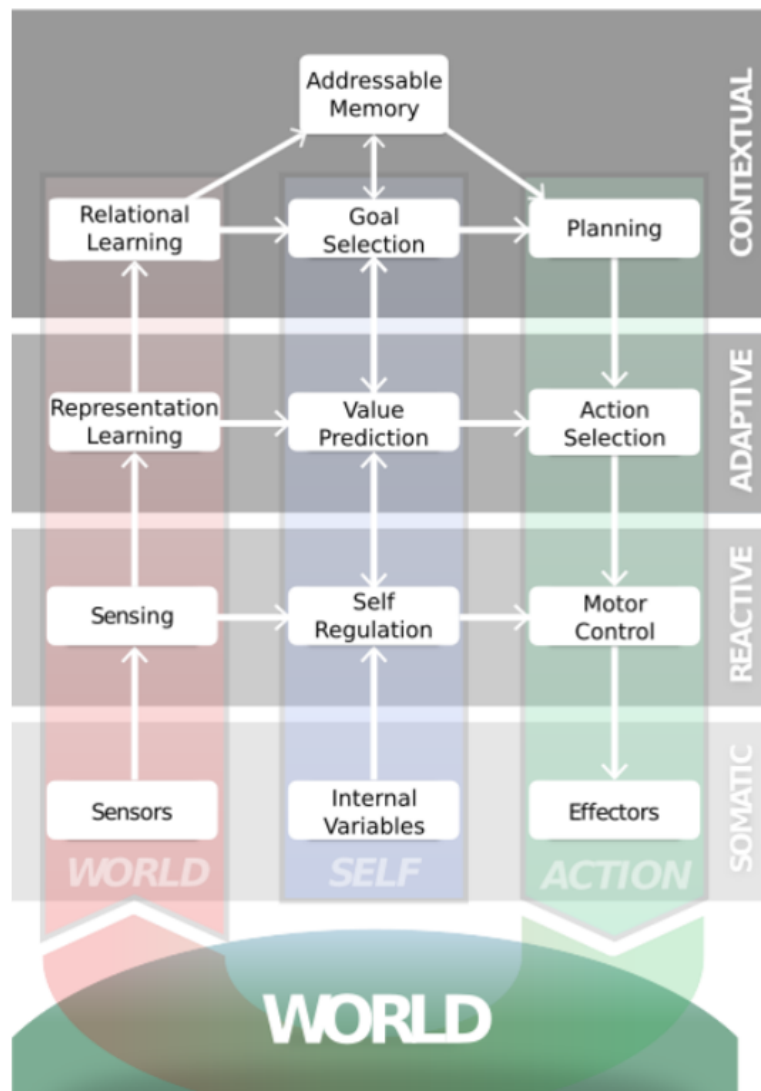 Addressable
Memory
CONTEXTUAL
Relational
Learning
Goal
Selection
Planning
ADAPTIVE
Representation
Learning
Value
Prediction
Action
Selection
REACTIVE
Sensing
Self
Regulation
Motor
Control
SOMATIC
Sensors
Internal
Variables
Effectors
WORLD
SELF
ACTION
WORLD